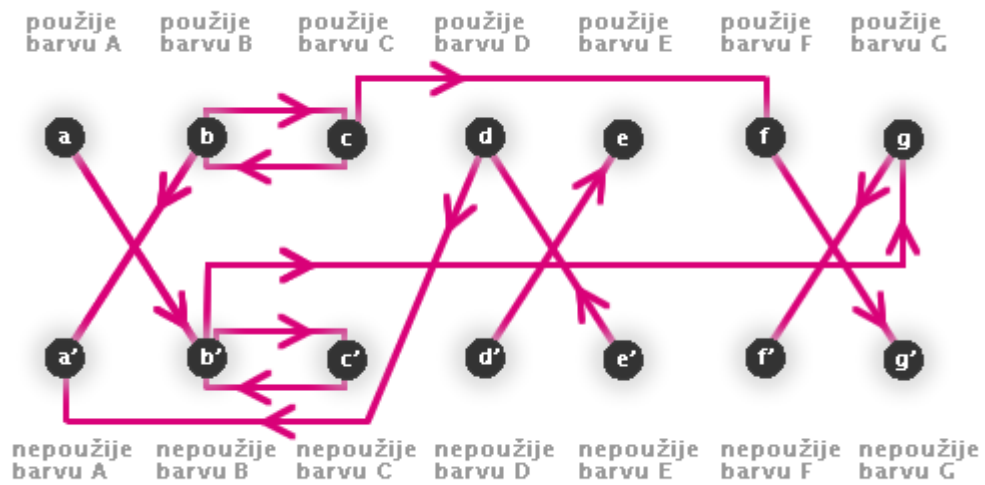 použije použije použije použije použije použije použije
barvu A barvu B barvu C barvu D barvu E barvu F barvu G
a b c d e f g
a’ b’ c’ d’ e’ f’ g’
nepoužije nepoužije nepoužije nepoužije nepoužije nepoužije nepoužije
barvu A barvu B barvu C barvu D barvu E barvu F barvu G